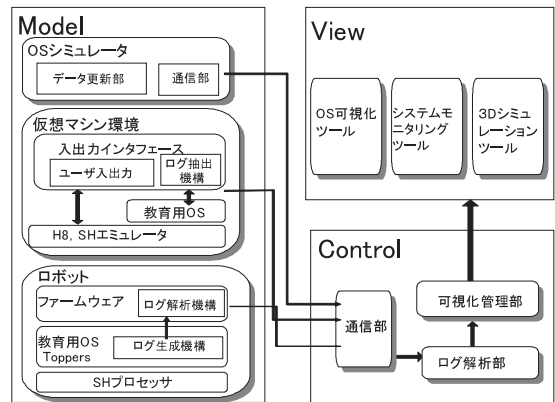 Model
OSシミュレータ
データ更新部
通信部
仮想マシン環境
入出力インタフェース
ユーザ入出力
ログ抽出
機構
教育用OS
H8, SHエミュレータ
ロボット
ファームウェア
ログ解析機構
教育用OS
Toppers
ログ生成機構
SHプロセッサ
View
OS可視化
ツール
システムモ
ニタリング
ツール
3Dシミュ
レーション
ツール
Control
通信部
可視化管理部
ログ解析部